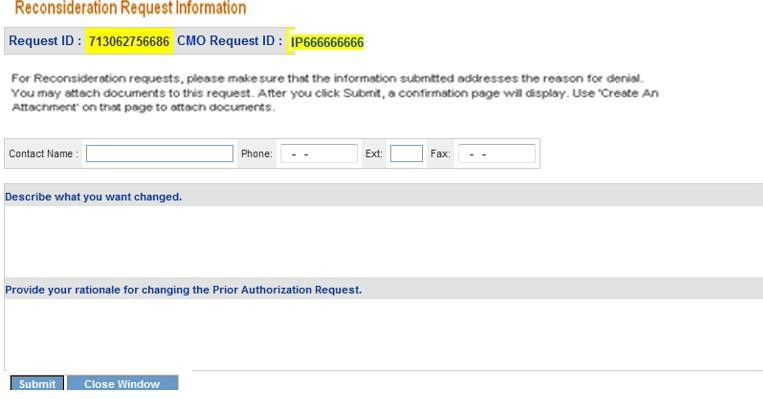 Reconsideration Request Information
Request ID : 713062756686 CMO Request ID : IP666666666
For Reconsideration requests, please make sure that the information submitted addresses the reason for denial.
You may attach documents to this request. After you click Submit, a confirmation page will display. Use 'Create An
Attachment' on that page to attach documents.
Contact Name : Phone: - - Ext: Fax: - -
Describe what you want changed.
Provide your rationale for changing the Prior Authorization Request.
Submit Close Window